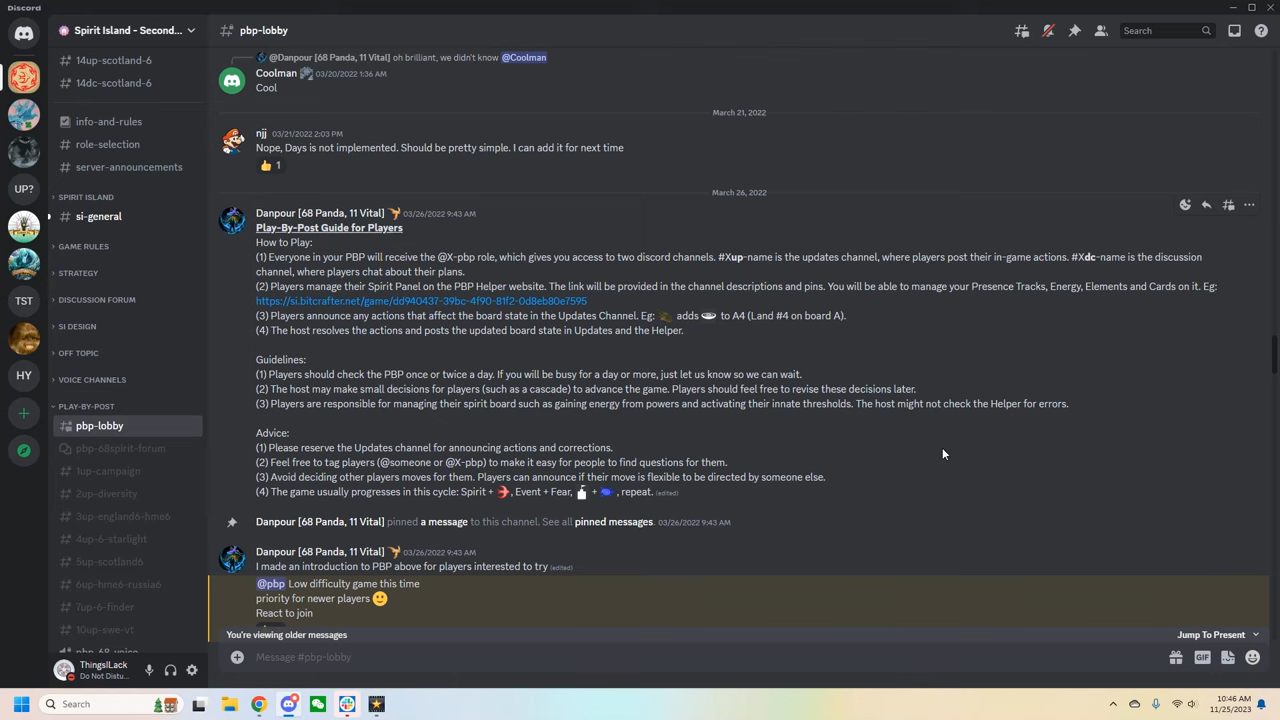 Discord
Spirit Island - Second...
pbp-lobby
Search
14up-scotland-6
14dc-scotland-6
info-and-rules
role-selection
server-announcements
SPIRIT ISLAND
si-general
GAME RULES
STRATEGY
DISCUSSION FORUM
SI DESIGN
OFF TOPIC
VOICE CHANNELS
PLAY-BY-POST
pbp-lobby
pbp-68spirit-forum
1up-campaign
2up-diversity
3up-england6-hme6
4up-6-starlight
5up-scotland6
6up-hme6-russia6
7up-6-finder
10up-swe-vt
pbp-68-voice
UP?
TST
HY
ThingsILack
Do Not Distu...
@Danpour [68 Panda, 11 Vital] oh brilliant, we didn't know @Coolman
Coolman 03/20/2022 1:36 AM
Cool
March 21, 2022
njj 03/21/2022 2:03 PM
Nope, Days is not implemented. Should be pretty simple. I can add it for next time
👍 1
March 26, 2022
Danpour [68 Panda, 11 Vital] 03/26/2022 9:43 AM
Play-By-Post Guide for Players
How to Play:
(1) Everyone in your PBP will receive the @X-pbp role, which gives you access to two discord channels. #Xup-name is the updates channel, where players post their in-game actions. #Xdc-name is the discussion
channel, where players chat about their plans.
(2) Players manage their Spirit Panel on the PBP Helper website. The link will be provided in the channel descriptions and pins. You will be able to manage your Presence Tracks, Energy, Elements and Cards on it. Eg:
https://si.bitcrafter.net/game/dd940437-39bc-4f90-81f2-0d8eb80e7595
(3) Players announce any actions that affect the board state in the Updates Channel. Eg: adds to A4 (Land #4 on board A).
(4) The host resolves the actions and posts the updated board state in Updates and the Helper.
Guidelines:
(1) Players should check the PBP once or twice a day. If you will be busy for a day or more, just let us know so we can wait.
(2) The host may make small decisions for players (such as a cascade) to advance the game. Players should feel free to revise these decisions later.
(3) Players are responsible for managing their spirit board such as gaining energy from powers and activating their innate thresholds. The host might not check the Helper for errors.
Advice:
(1) Please reserve the Updates channel for announcing actions and corrections.
(2) Feel free to tag players (@someone or @X-pbp) to make it easy for people to find questions for them.
(3) Avoid deciding other players moves for them. Players can announce if their move is flexible to be directed by someone else.
(4) The game usually progresses in this cycle: Spirit + , Event + Fear, + , repeat. (edited)
Danpour [68 Panda, 11 Vital] pinned a message to this channel. See all pinned messages. 03/26/2022 9:43 AM
Danpour [68 Panda, 11 Vital] 03/26/2022 9:43 AM
I made an introduction to PBP above for players interested to try (edited)
@pbp Low difficulty game this time
priority for newer players 🙂
React to join
You're viewing older messages
Jump To Present
Message #pbp-lobby
GIF
Search
10:46 AM
11/25/2023